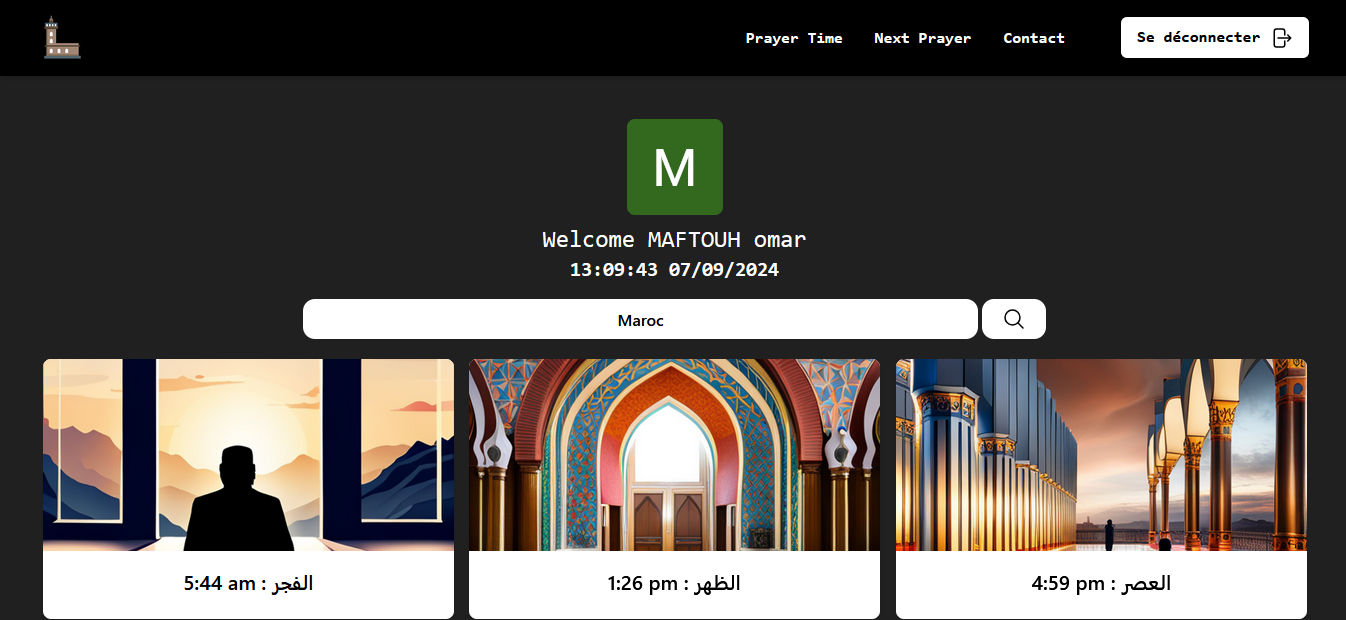 Prayer Time
Next Prayer
Contact
Se déconnecter
M
Welcome MAFTOUH omar
13:09:43 07/09/2024
Maroc
5:44 am : الفجر
1:26 pm : الظهر
4:59 pm : العصر